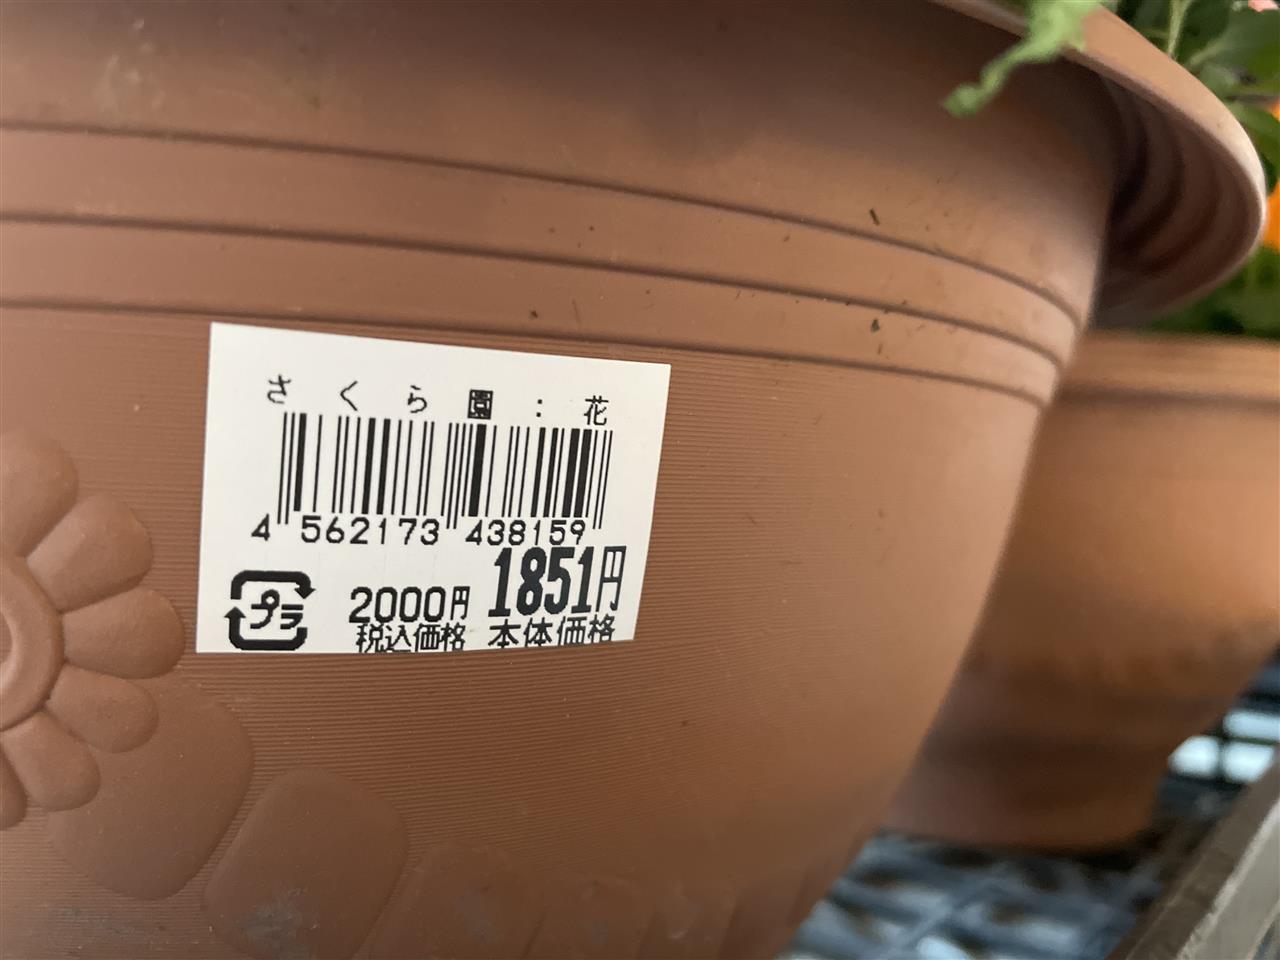 さくら園:花
4 562173 438159
プラ 2000円 1851円
税込価格 本体価格